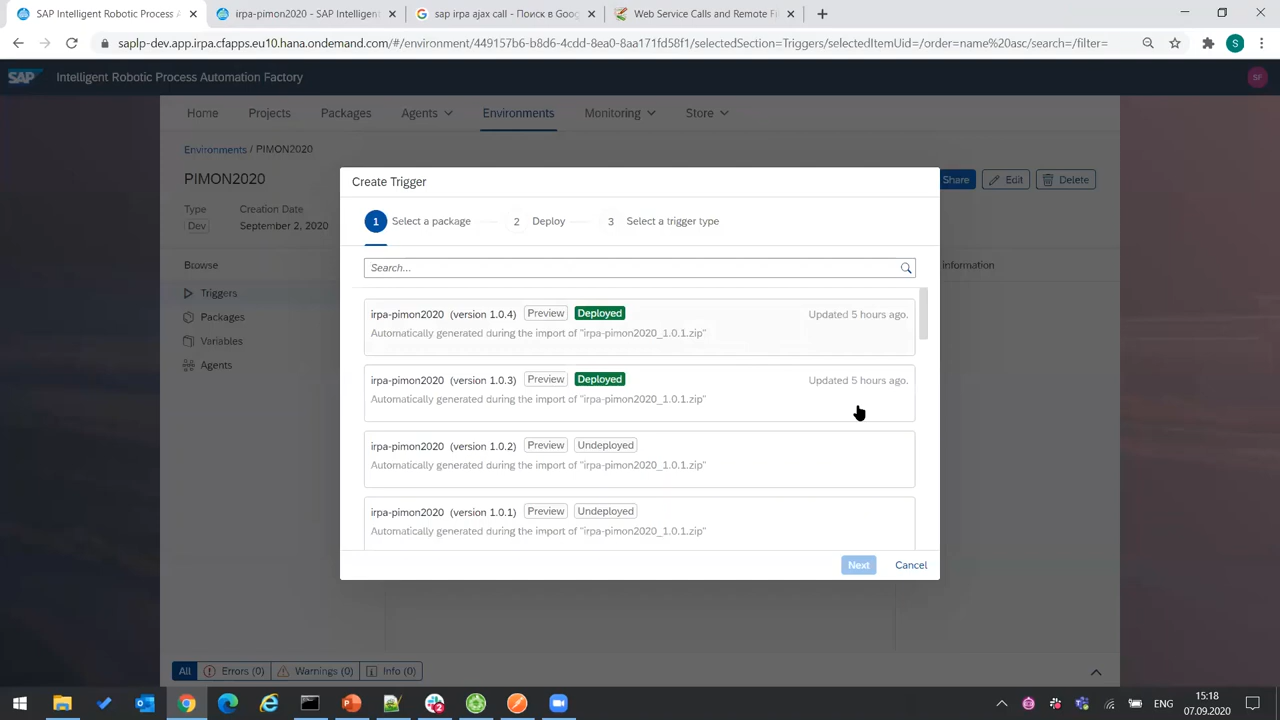 SAP Intelligent Robotic Process A
irpa-pimon2020 - SAP Intelligent
sap irpa ajax call - Поиск в Goog
Web Service Calls and Remote Fi
saplp-dev.app.irpa.cfapps.eu10.hana.ondemand.com/#/environment/449157b6-bfd6-4cdd-8ea0-8aa171fd58f1/selectedSection=Triggers/selectedItemUid=/order=name%20asc/search=/filter=
S
SAP
Intelligent Robotic Process Automation Factory
SF
Home
Projects
Packages
Agents
Environments
Monitoring
Store
Environments / PIMON2020
PIMON2020
Share
Edit
Delete
Type
Creation Date
Dev
September 2, 2020
Browse
information
Triggers
Packages
Variables
Agents
Create Trigger
1 Select a package
2 Deploy
3 Select a trigger type
Search...
irpa-pimon2020 (version 1.0.4) Preview Deployed Updated 5 hours ago.
Automatically generated during the import of "irpa-pimon2020_1.0.1.zip"
irpa-pimon2020 (version 1.0.3) Preview Deployed Updated 5 hours ago.
Automatically generated during the import of "irpa-pimon2020_1.0.1.zip"
irpa-pimon2020 (version 1.0.2) Preview Undeployed
Automatically generated during the import of "irpa-pimon2020_1.0.1.zip"
irpa-pimon2020 (version 1.0.1) Preview Undeployed
Automatically generated during the import of "irpa-pimon2020_1.0.1.zip"
Next
Cancel
All
Errors (0)
Warnings (0)
Info (0)
ENG
15:18
07.09.2020